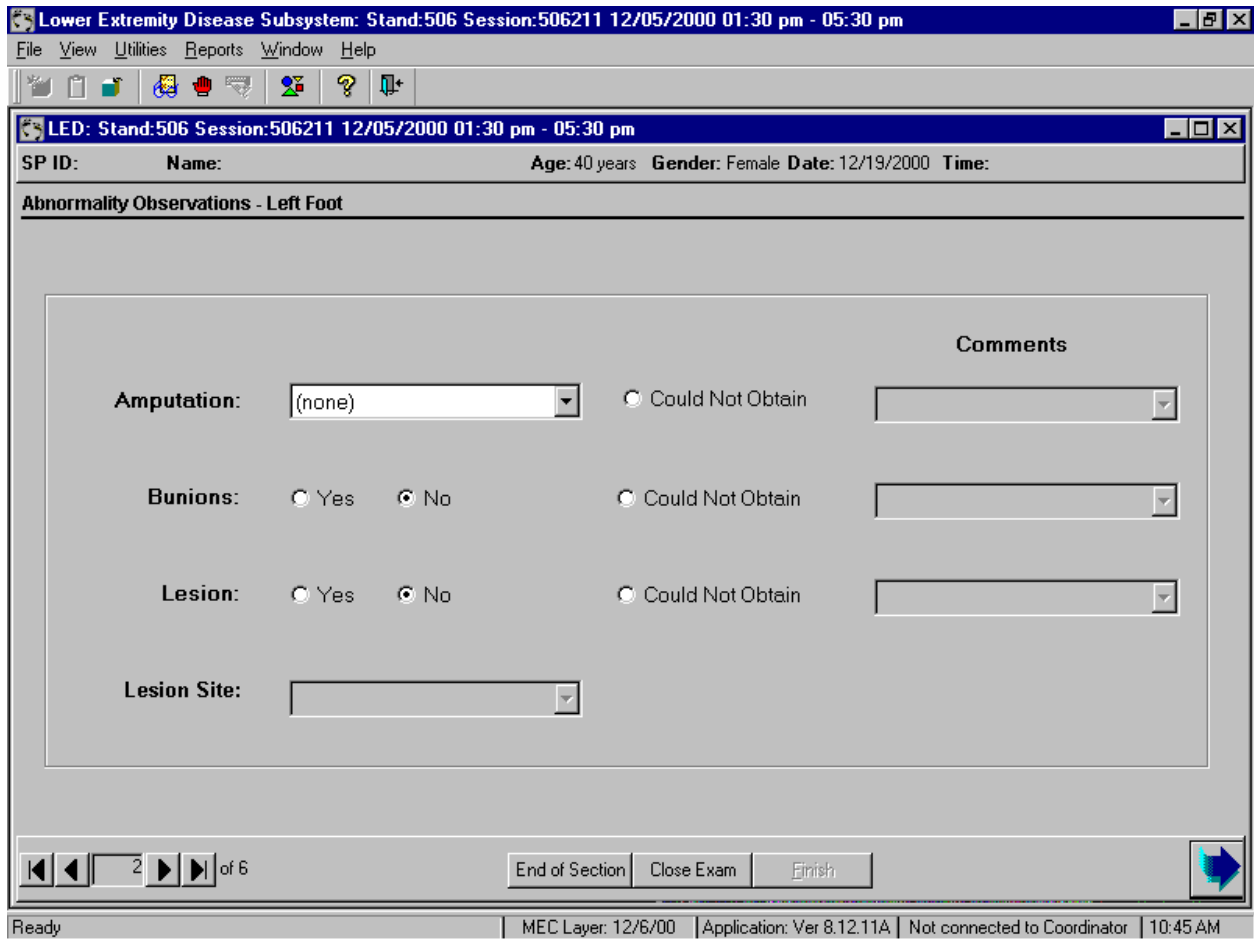 Lower Extremity Disease Subsystem: Stand:506 Session:506211 12/05/2000 01:30 pm - 05:30 pm
File View Utilities Reports Window Help
LED: Stand:506 Session:506211 12/05/2000 01:30 pm - 05:30 pm
SP ID: Name: Age: 40 years Gender: Female Date: 12/19/2000 Time:
Abnormality Observations - Left Foot
Comments
Amputation: (none) Could Not Obtain
Bunions: Yes No Could Not Obtain
Lesion: Yes No Could Not Obtain
Lesion Site:
2 of 6 End of Section Close Exam Finish
Ready MEC Layer: 12/6/00 Application: Ver 8.12.11A Not connected to Coordinator 10:45 AM